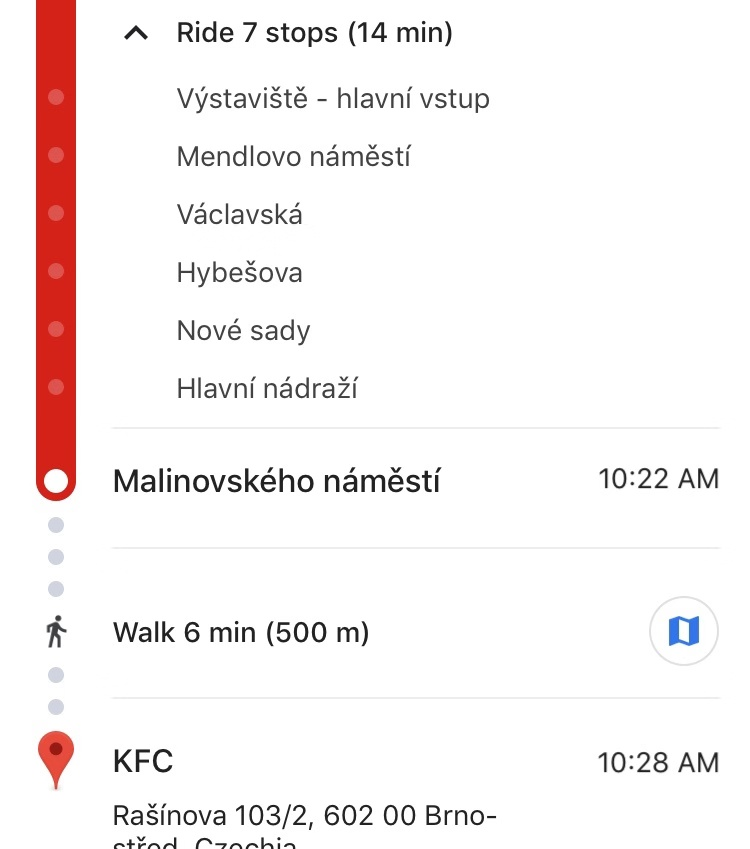 Ride 7 stops (14 min)
Výstaviště - hlavní vstup
Mendlovo náměstí
Václavská
Hybešova
Nové sady
Hlavní nádraží
Malinovského náměstí 10:22 AM
Walk 6 min (500 m)
KFC 10:28 AM
Rašínova 103/2, 602 00 Brno-
střed, Czechia